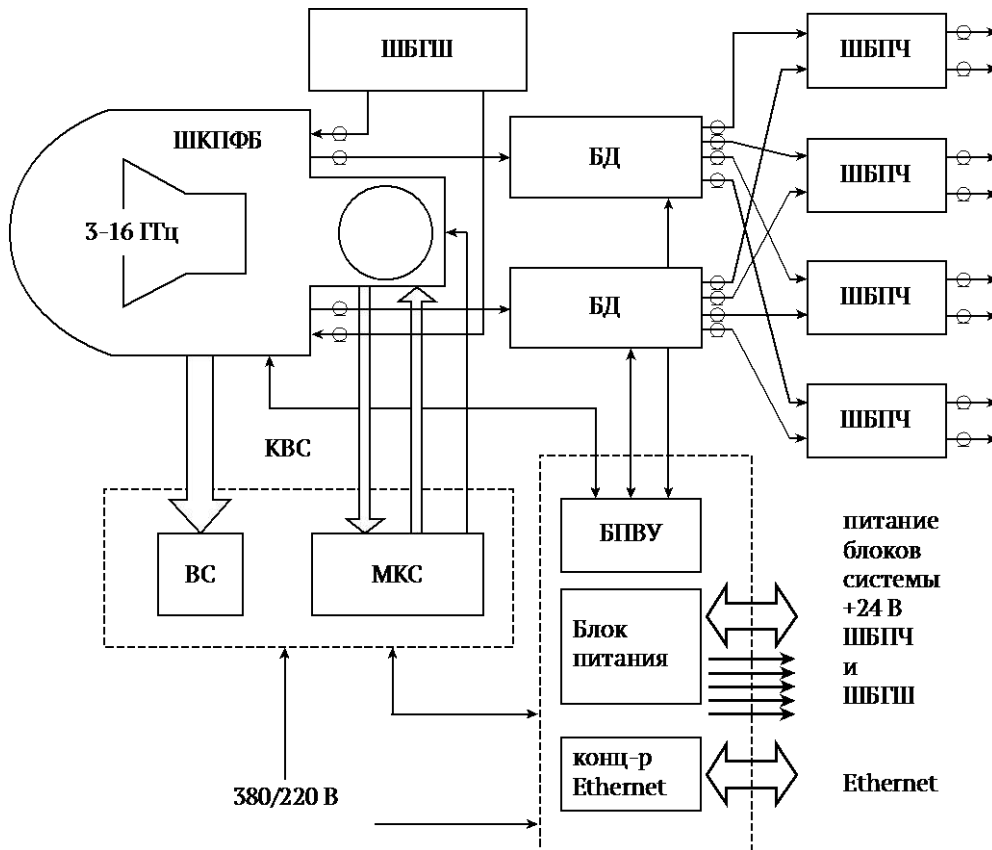 ШБГШ
ШБПЧ
ШКПФБ
БД
3-16 ГГц
ШБПЧ
БД
ШБПЧ
ШБПЧ
КВС
ВС
МКС
БПВУ
Блок
питания
конц-р
Ethernet
питание
блоков
системы
+24 В
ШБПЧ
и
ШБГШ
Ethernet
380/220 В